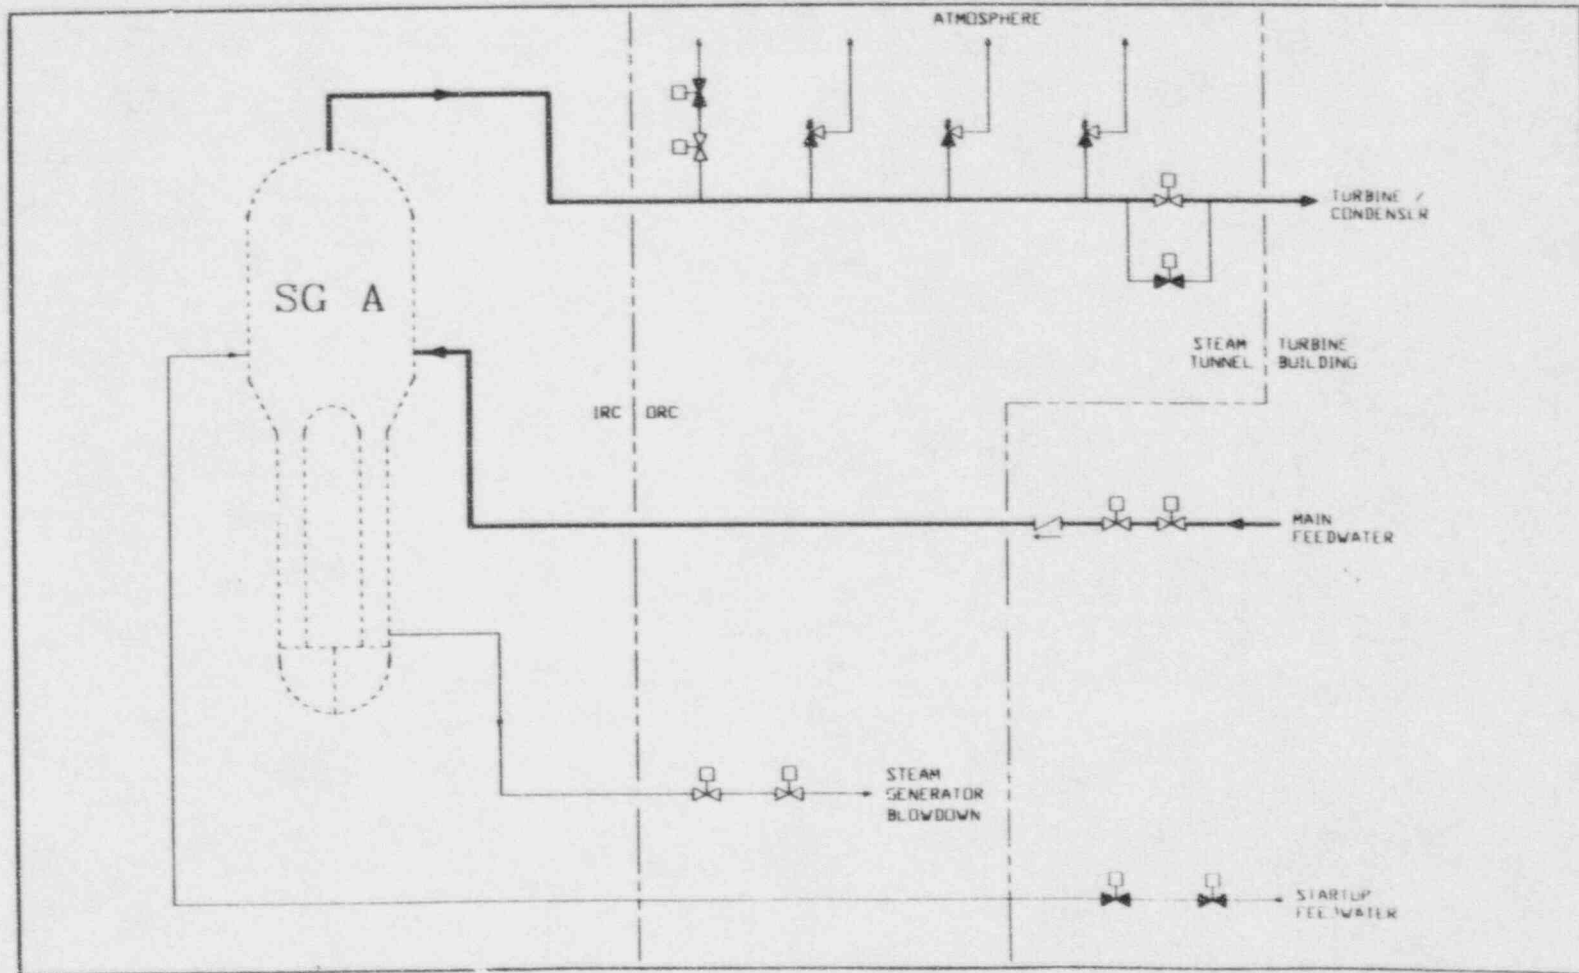 ATMOSPHERE
TURBINE /
CONDENSER
SG A
STEAM
TUNNEL
TURBINE
BUILDING
IRC
ORC
MAIN
FEEDWATER
STEAM
GENERATOR
BLOWDOWN
STARTUP
FEEDWATER